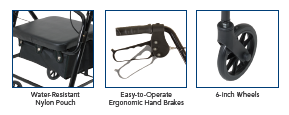 Water-Resistant
Nylon Pouch
Easy-to-Operate
Ergonomic Hand Brakes
6-inch Wheels